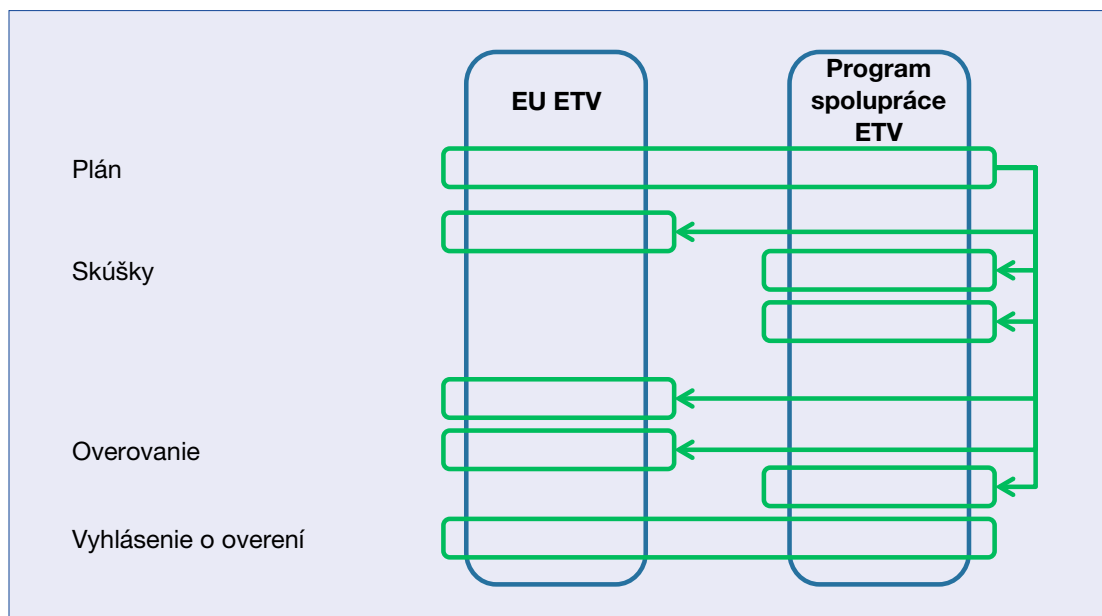 EU ETV
Program
spolupráce
ETV
Plán
Skúšky
Overovanie
Vyhlásenie o overení